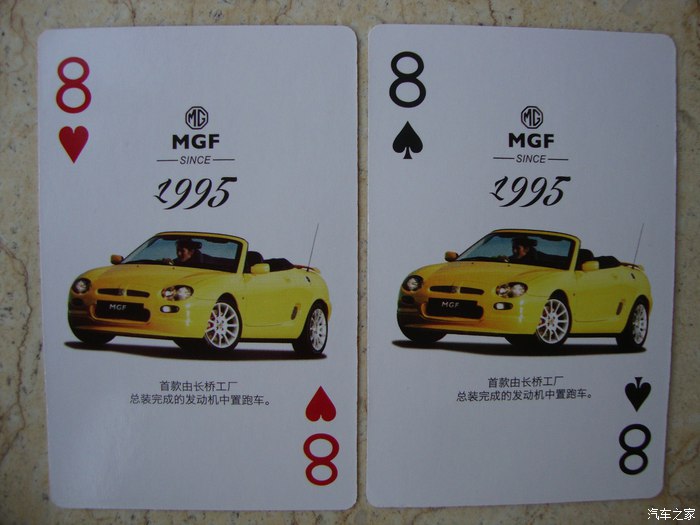 8
MG
MGF
SINCE
1995
MGF
首款由长桥工厂
总装完成的发动机中置跑车。
8
8
MG
MGF
SINCE
1995
MGF
首款由长桥工厂
总装完成的发动机中置跑车。
8
汽车之家